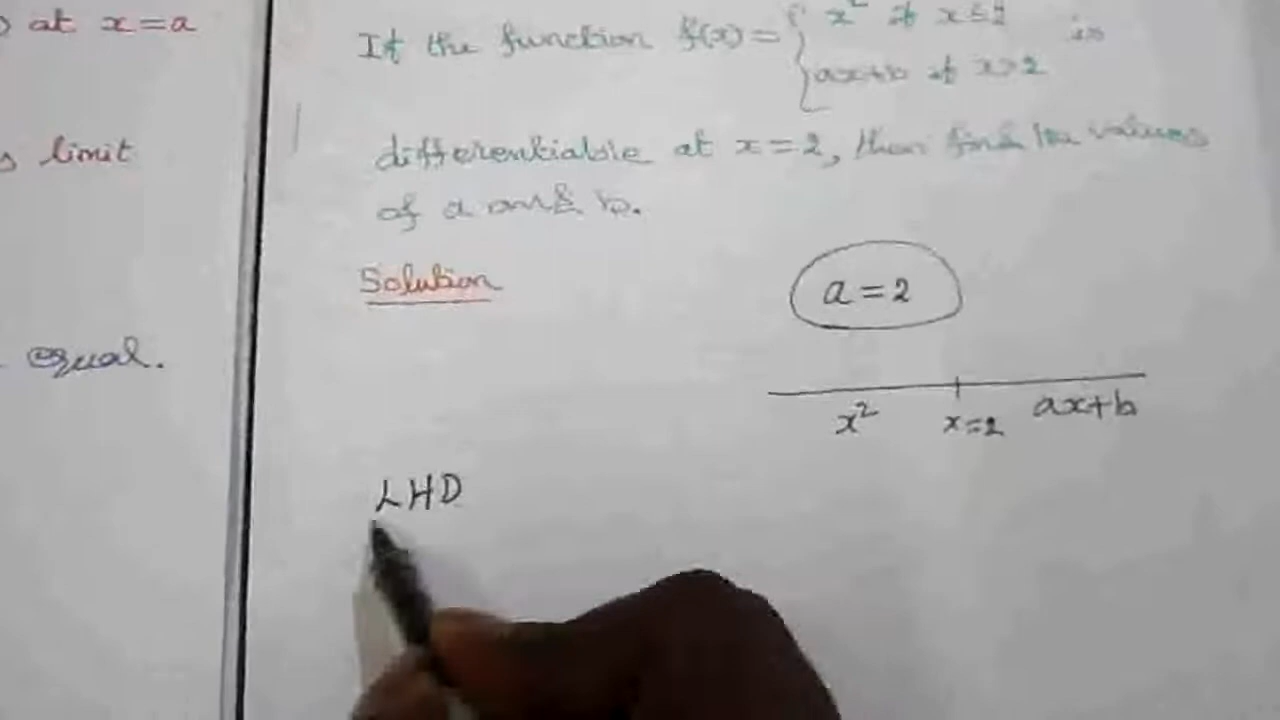 at x=a
limit
equal.
If the function f(x)= { x² if x≤2 is
ax+b if x>2
differentiable at x=2, then find the values
of a and b.
Solution
a=2
x² x=2 ax+b
LHD